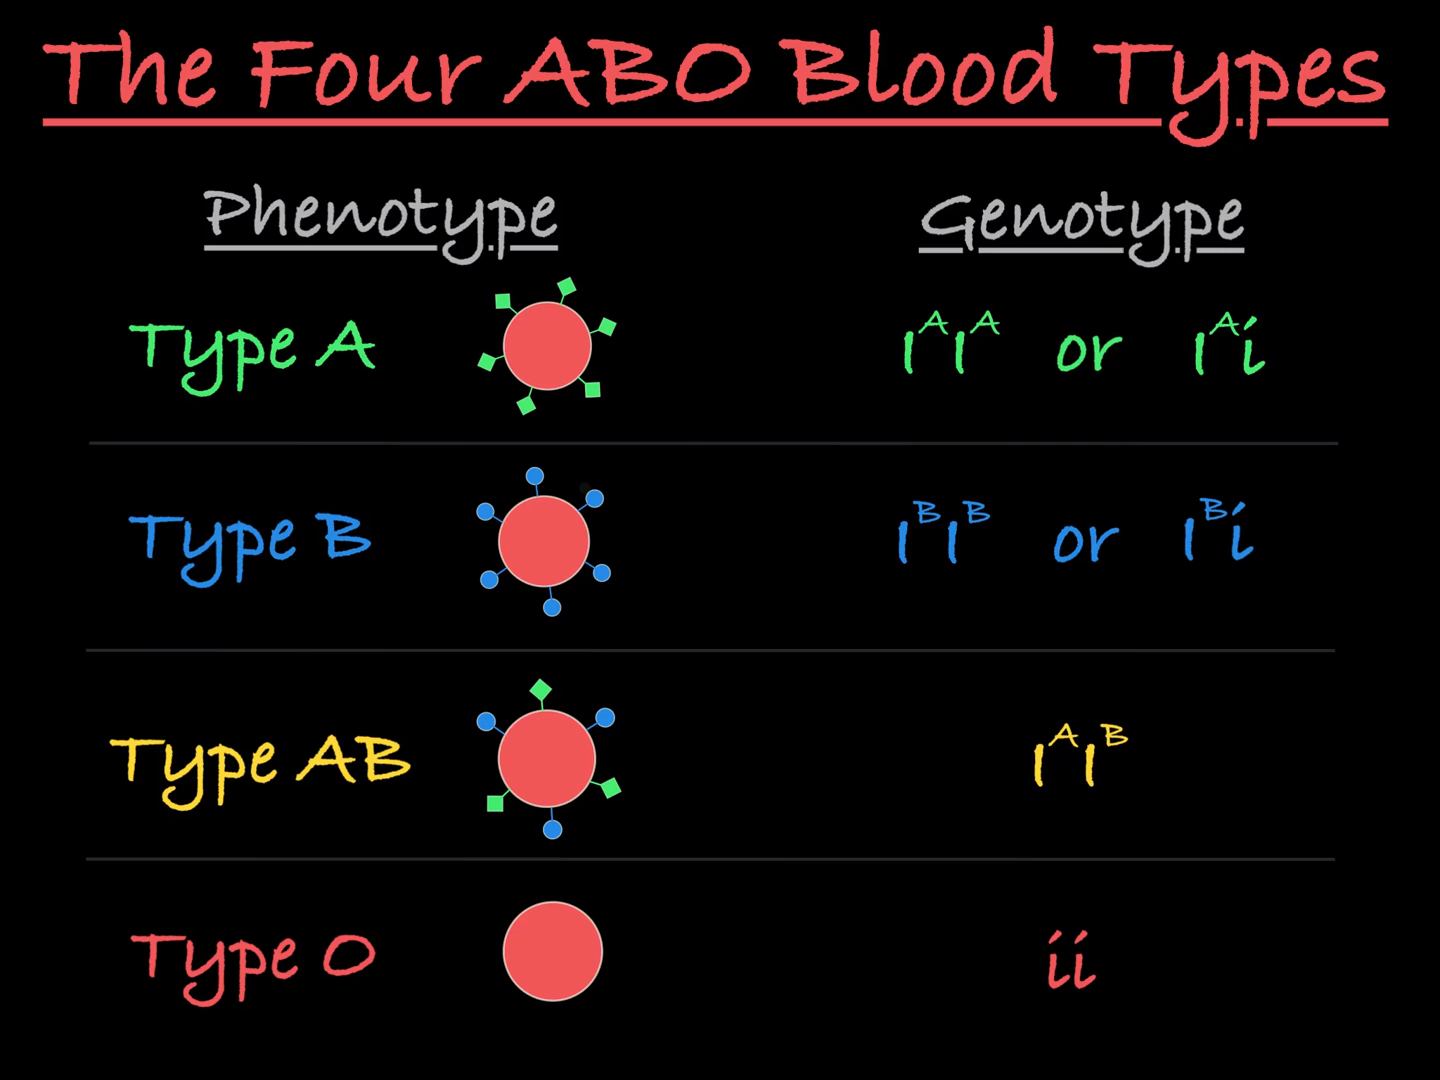 The Four ABO Blood Types
Phenotype Genotype
Type A IᴬIᴬ or Iᴬi
Type B IᴮIᴮ or Iᴮi
Type AB IᴬIᴮ
Type O ii